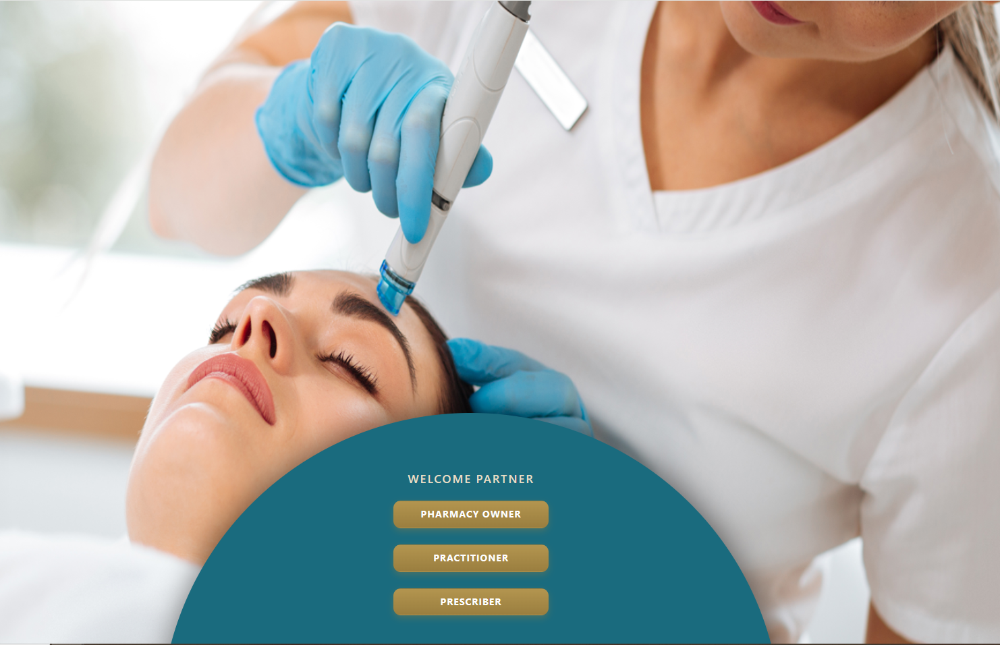 WELCOME PARTNER
PHARMACY OWNER
PRACTITIONER
PRESCRIBER